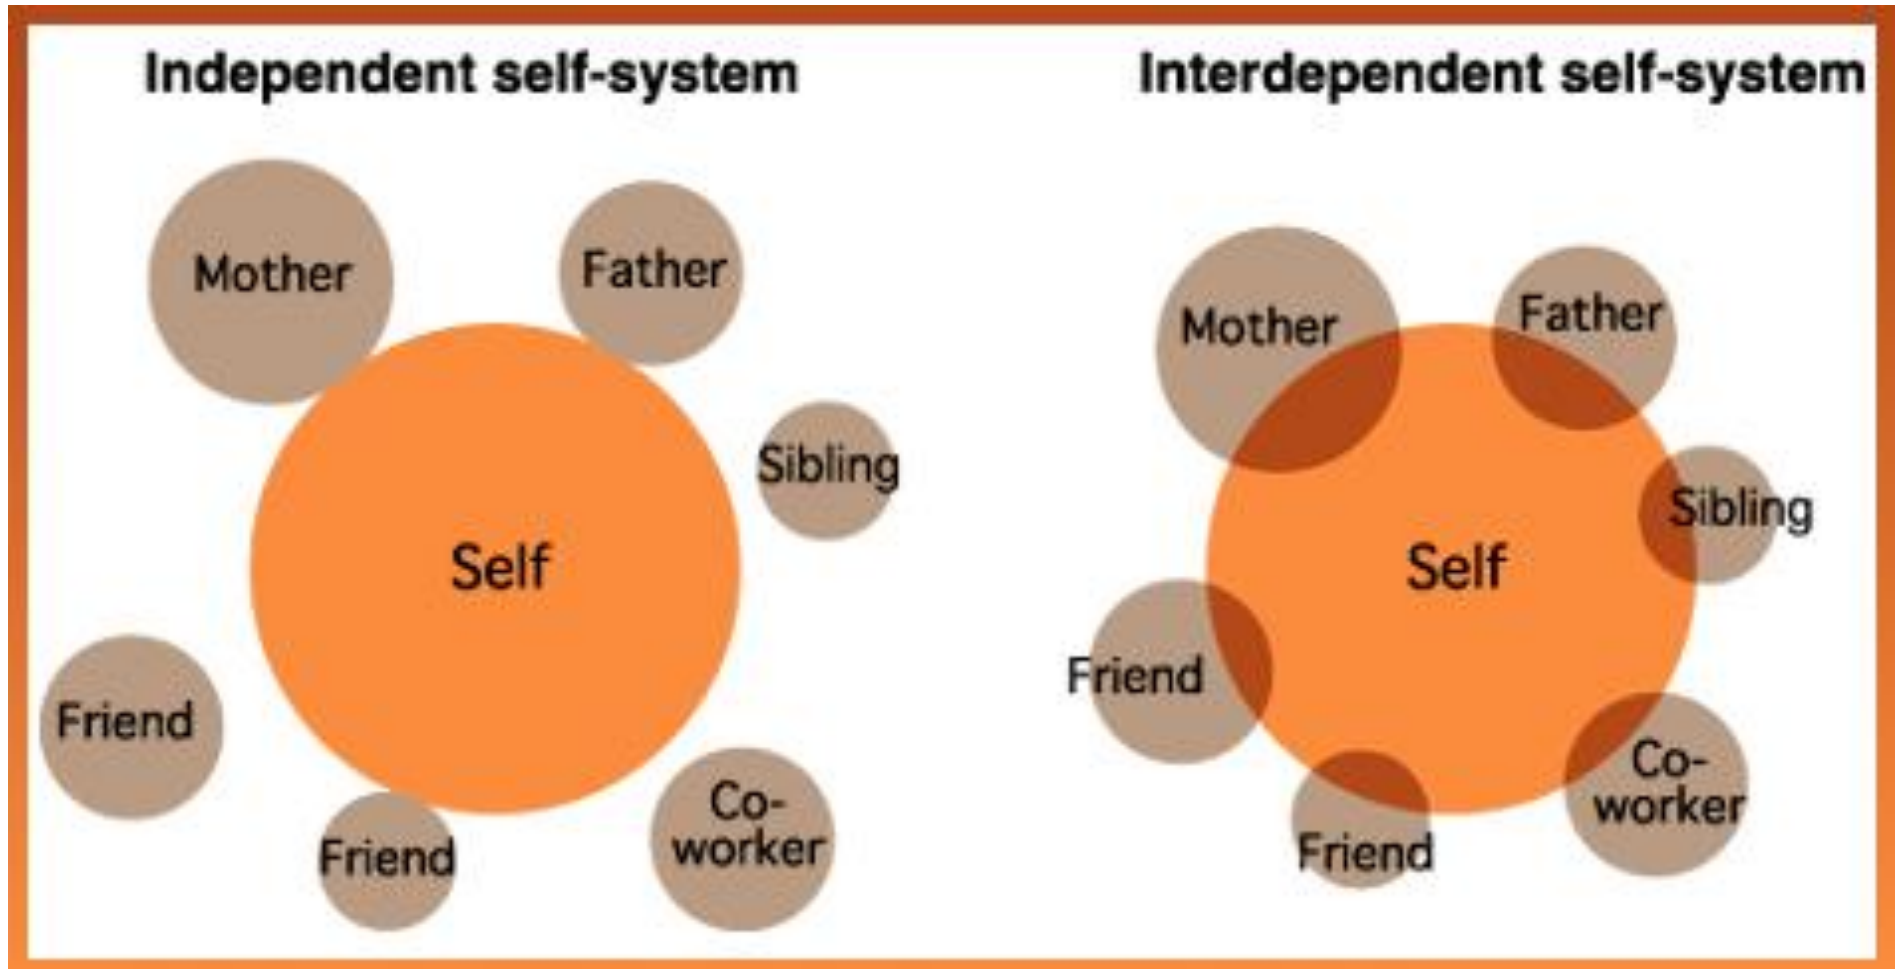 Independent self-system
Mother
Father
Sibling
Self
Friend
Co-
worker
Friend
Interdependent self-system
Mother
Father
Sibling
Self
Friend
Co-
worker
Friend